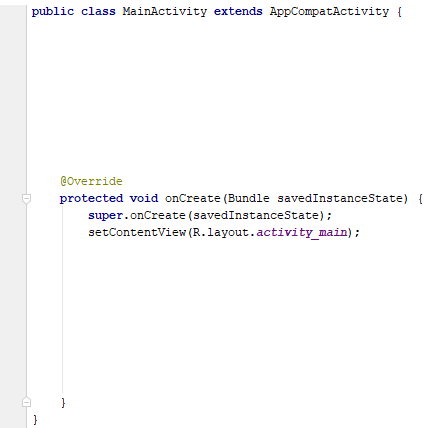 public class MainActivity extends AppCompatActivity {
@Override
protected void onCreate(Bundle savedInstanceState) {
super.onCreate(savedInstanceState);
setContentView(R.layout.activity_main);
}
}